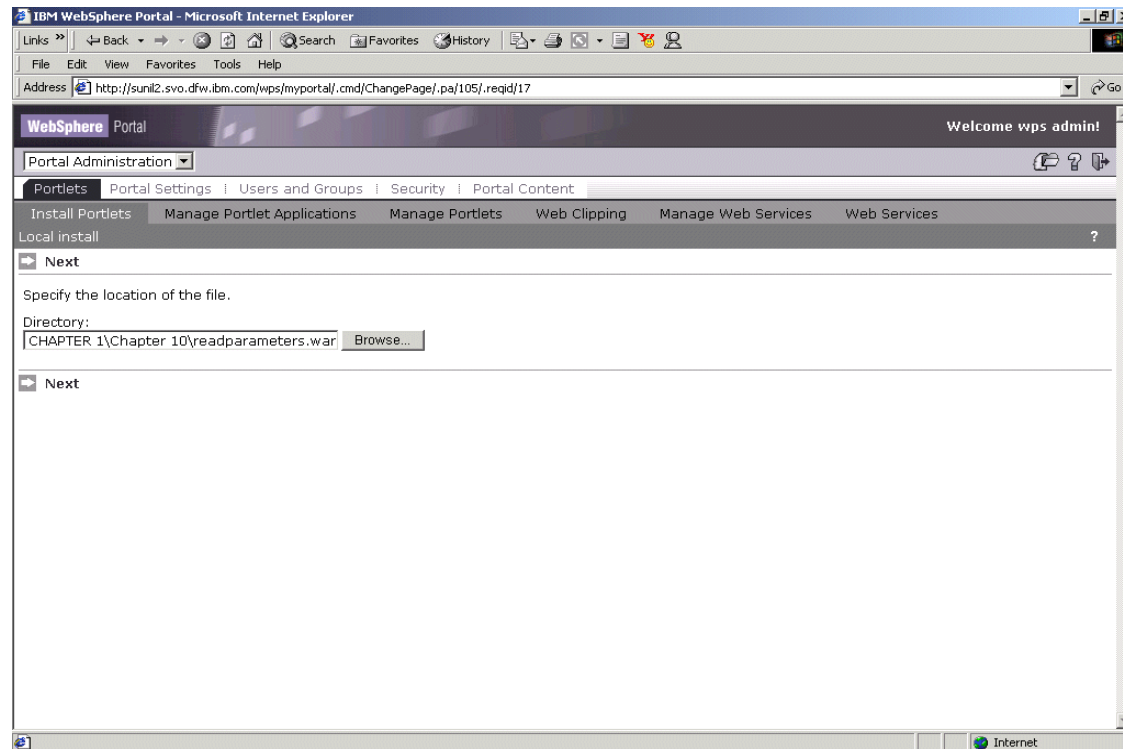 IBM WebSphere Portal - Microsoft Internet Explorer
Links » Back Search Favorites History
File Edit View Favorites Tools Help
Address http://sunil2.svo.dfw.ibm.com/wps/myportal/.cmd/ChangePage/.pa/105/.reqid/17 Go
WebSphere Portal Welcome wps admin!
Portal Administration ?
Portlets Portal Settings | Users and Groups | Security | Portal Content
Install Portlets Manage Portlet Applications Manage Portlets Web Clipping Manage Web Services Web Services
Local install ?
Next
Specify the location of the file.
Directory:
CHAPTER 1\Chapter 10\readparameters.war Browse...
Next
Internet